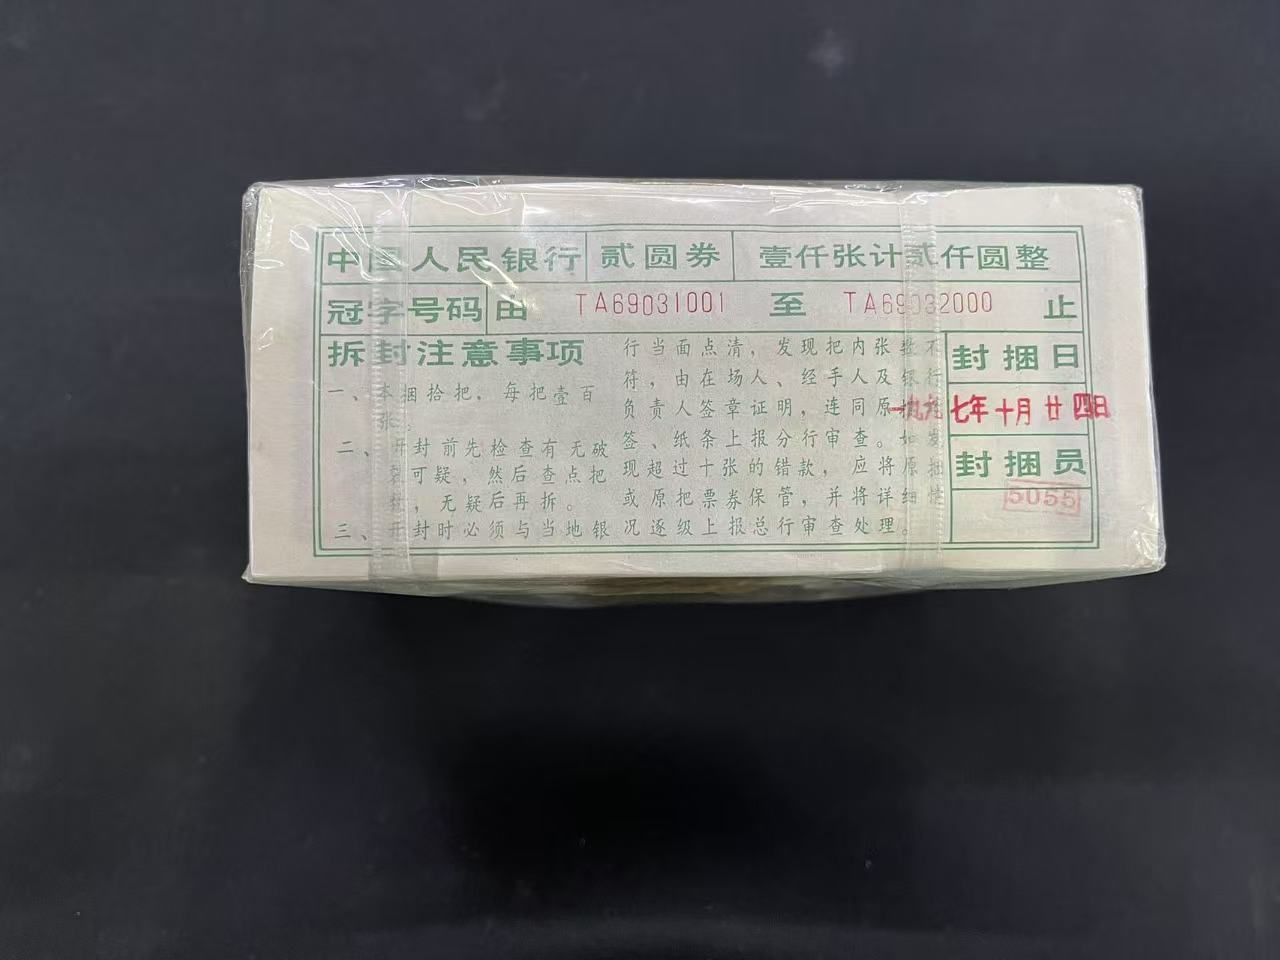 中国人民银行 贰圆券 壹仟张计贰仟圆整
冠字号码 由 TA69031001 至 TA69032000 止
拆封注意事项
一、本捆拾把，每把壹百
张。
二、开封前先检查有无破
裂可疑，然后查点把
，无疑后再拆。
三、开封时必须与当地银
行当面点清，发现把内张数不
符，由在场人、经手人及银行
负责人签章证明，连同原
签、纸条上报分行审查。如发
现超过十张的错款，应将原捆
或原把票券保管，并将详细情
况逐级上报总行审查处理。
封捆日
一九九七年十月廿四日
封捆员
5055